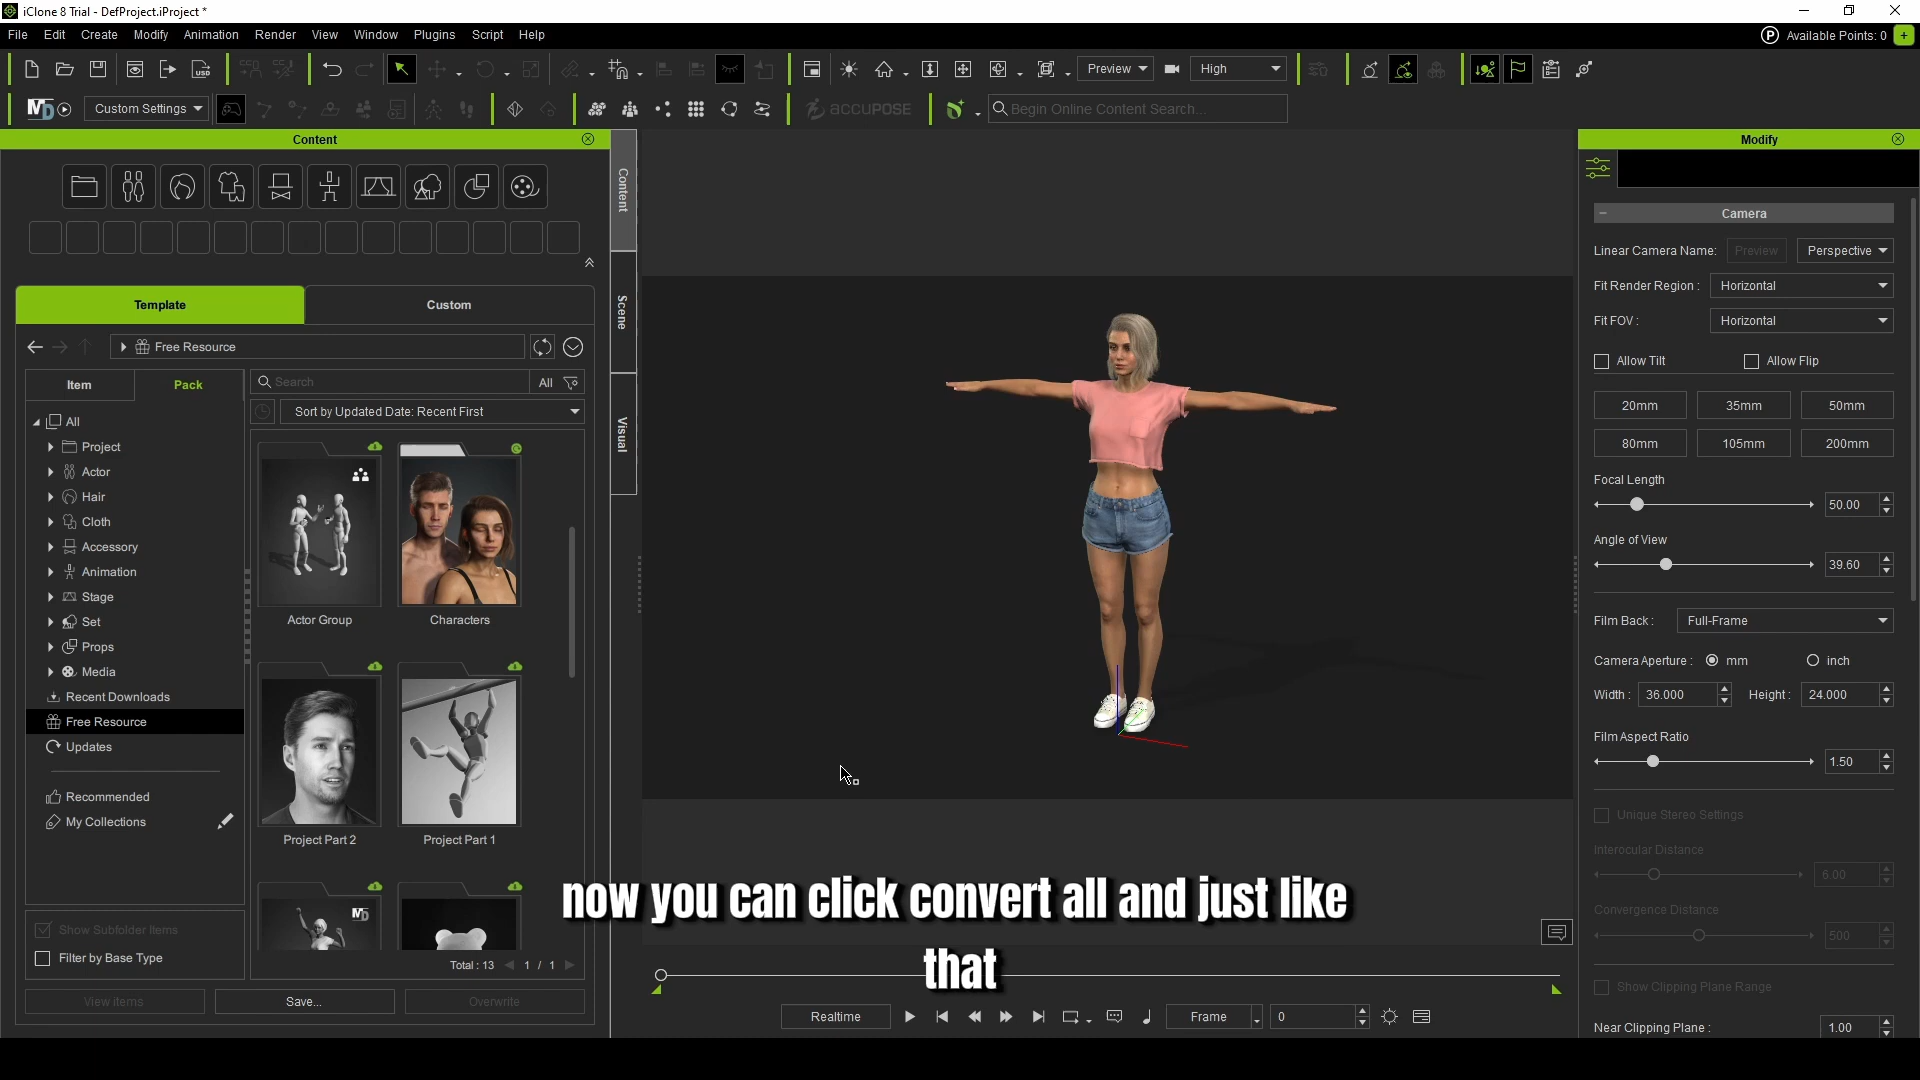 iClone 8 Trial - DefProject.iProject *
File Edit Create Modify Animation Render View Window Plugins Script Help
Available Points: 0
Preview
High
MD
Custom Settings
ACCUPOSE
Begin Online Content Search...
Content
Template
Custom
Free Resource
Item
Pack
Search
All
Sort by Updated Date: Recent First
All
Project
Actor
Hair
Cloth
Accessory
Animation
Stage
Set
Props
Media
Recent Downloads
Free Resource
Updates
Recommended
My Collections
Show Subfolder Items
Filter by Base Type
Actor Group
Characters
Project Part 2
Project Part 1
MD
Total : 13
1 / 1
View Items
Save...
Overwrite
Content
Scene
Visual
now you can click convert all and just like
that
Realtime
Frame
0
Modify
Camera
Linear Camera Name: Preview Perspective
Fit Render Region : Horizontal
Fit FOV : Horizontal
Allow Tilt Allow Flip
20mm 35mm 50mm
80mm 105mm 200mm
Focal Length
50.00
Angle of View
39.60
Film Back : Full-Frame
Camera Aperture : mm inch
Width : 36.000 Height : 24.000
Film Aspect Ratio
1.50
Unique Stereo Settings
Interocular Distance
6.00
Convergence Distance
500
Show Clipping Plane Range
Near Clipping Plane : 1.00